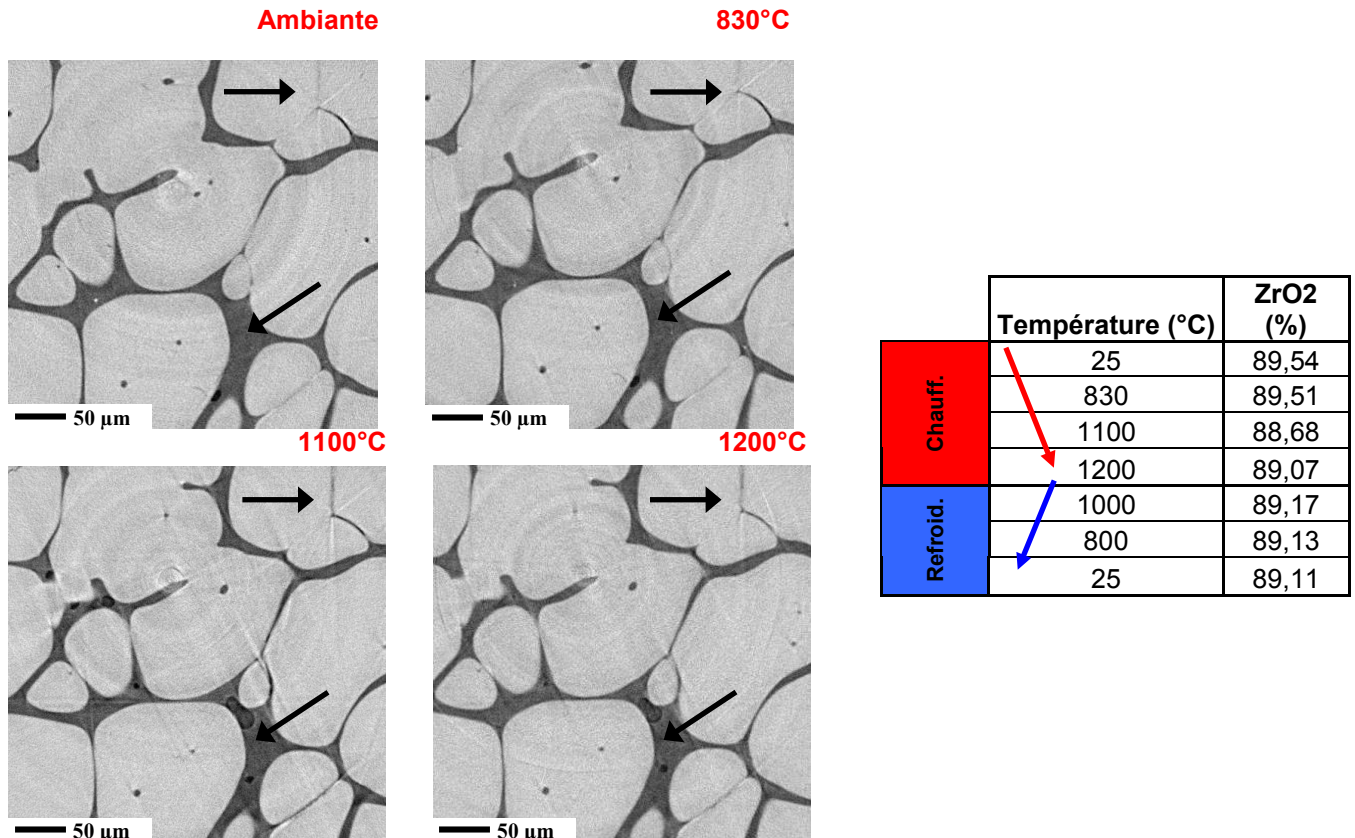 Ambiante
830°C
50 µm
50 µm
1100°C
1200°C
50 µm
50 µm
Température (°C)
ZrO2
(%)
Chauff.
25 89,54
830 89,51
1100 88,68
1200 89,07
Refroid.
1000 89,17
800 89,13
25 89,11